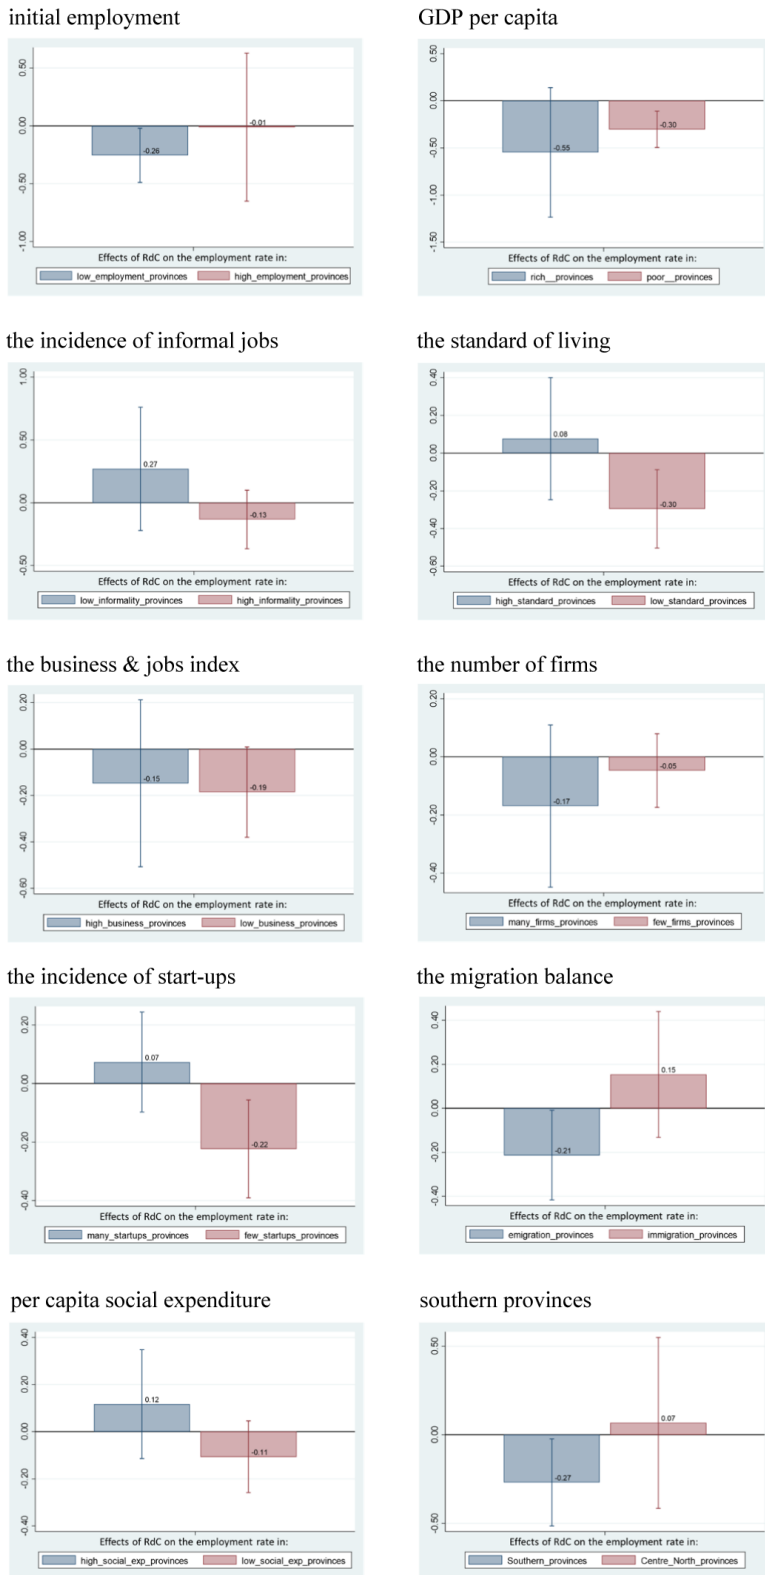 initial employment
0.50
0.00
-0.50
-1.00
-0.26
-0.01
Effects of RdC on the employment rate in:
low_employment_provinces high_employment_provinces
GDP per capita
0.50
0.00
-0.50
-1.00
-1.50
-0.55
-0.30
Effects of RdC on the employment rate in:
rich__provinces poor__provinces
the incidence of informal jobs
1.00
0.50
0.00
-0.50
0.27
-0.13
Effects of RdC on the employment rate in:
low_informality_provinces high_informality_provinces
the standard of living
0.40
0.20
0.00
-0.20
-0.40
-0.60
0.08
-0.30
Effects of RdC on the employment rate in:
high_standard_provinces low_standard_provinces
the business & jobs index
0.20
0.00
-0.20
-0.40
-0.60
-0.15
-0.19
Effects of RdC on the employment rate in:
high_business_provinces low_business_provinces
the number of firms
0.20
0.00
-0.20
-0.40
-0.17
-0.05
Effects of RdC on the employment rate in:
many_firms_provinces few_firms_provinces
the incidence of start-ups
0.20
0.00
-0.20
-0.40
0.07
-0.22
Effects of RdC on the employment rate in:
many_startups_provinces few_startups_provinces
the migration balance
0.40
0.20
0.00
-0.20
-0.40
-0.21
0.15
Effects of RdC on the employment rate in:
emigration_provinces immigration_provinces
per capita social expenditure
0.40
0.20
0.00
-0.20
-0.40
0.12
-0.11
Effects of RdC on the employment rate in:
high_social_exp_provinces low_social_exp_provinces
southern provinces
0.50
0.00
-0.50
-0.27
0.07
Effects of RdC on the employment rate in:
Southern_provinces Centre_North_provinces